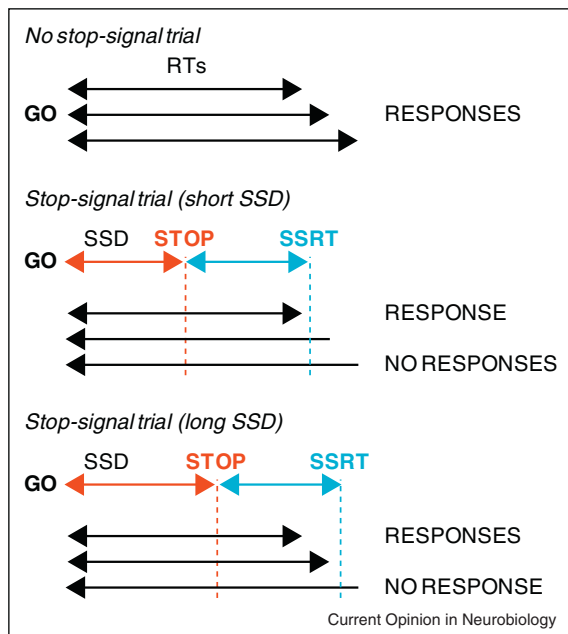 No stop-signal trial
RTs
GO RESPONSES
Stop-signal trial (short SSD)
SSD STOP SSRT
GO
RESPONSE
NO RESPONSES
Stop-signal trial (long SSD)
SSD STOP SSRT
GO
RESPONSES
NO RESPONSE
Current Opinion in Neurobiology